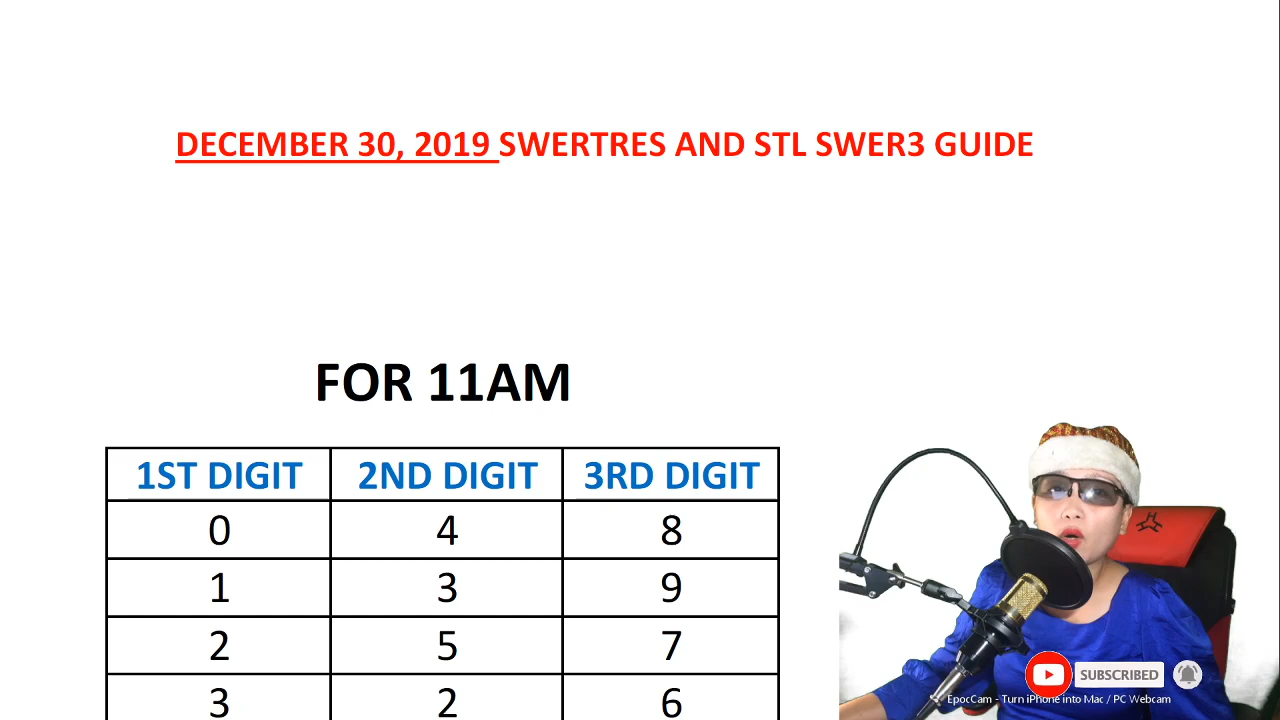 DECEMBER 30, 2019 SWERTRES AND STL SWER3 GUIDE
FOR 11AM
1ST DIGIT 2ND DIGIT 3RD DIGIT
0 4 8
1 3 9
2 5 7
3 2 6
SUBSCRIBED
EpocCam - Turn iPhone into Mac / PC Webcam